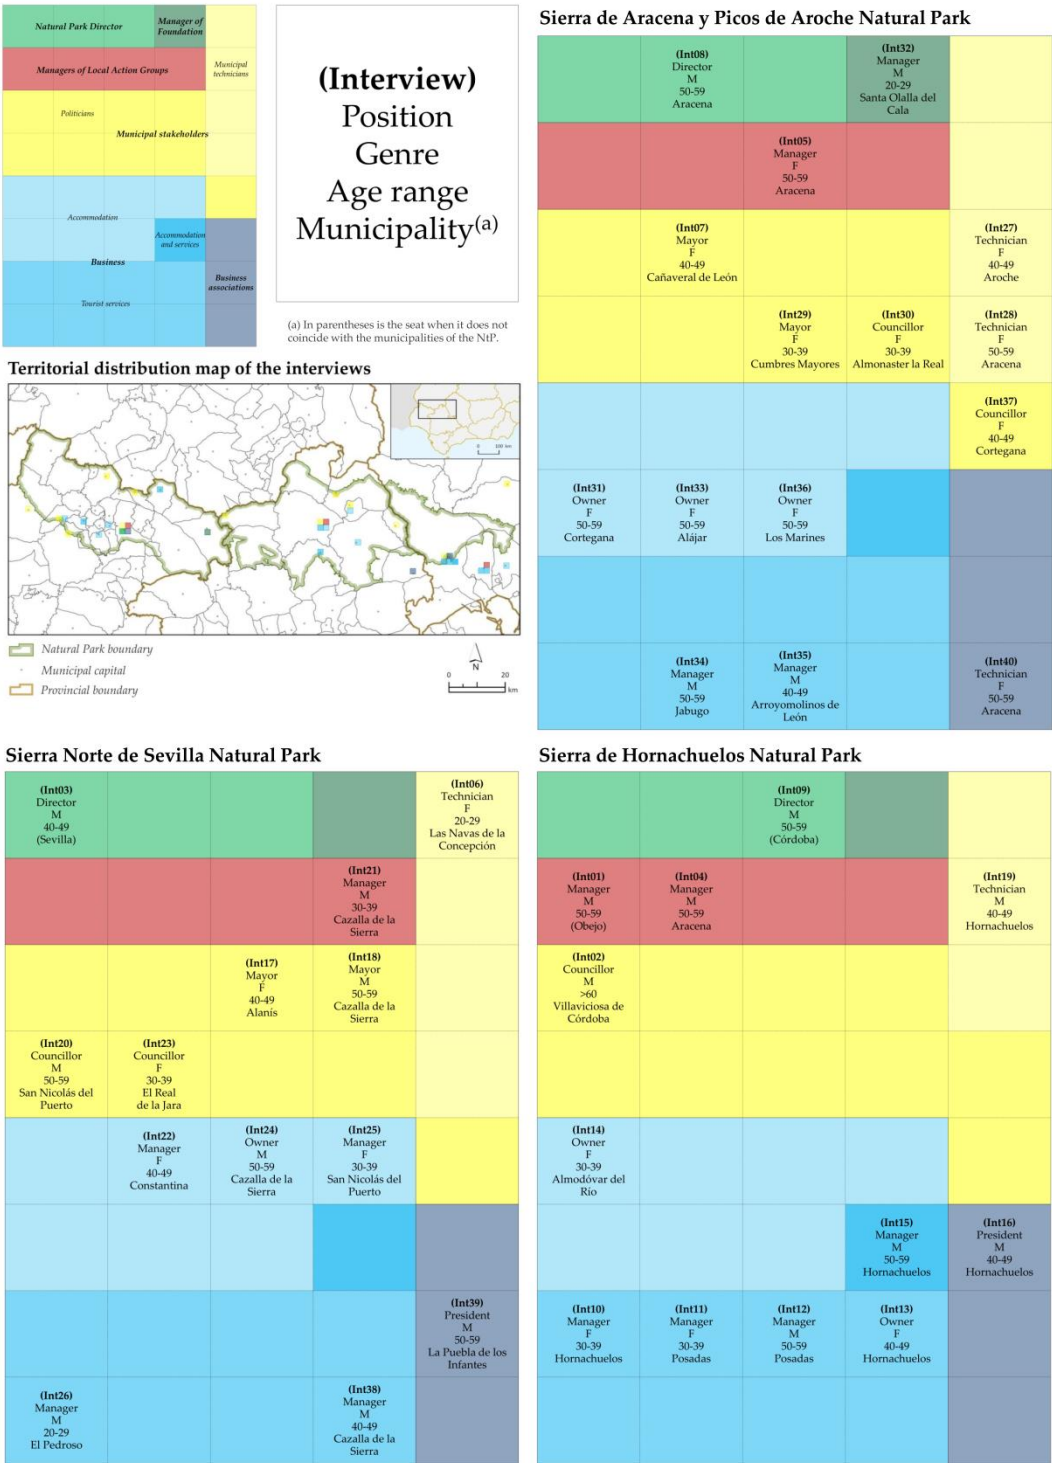 Natural Park Director
Manager of
Foundation
Managers of Local Action Groups
Municipal
technicians
Politicians
Municipal stakeholders
Accommodation
Accommodation
and services
Business
Business
associations
Tourist services
(Interview)
Position
Genre
Age range
Municipality(a)
(a) In parentheses is the seat when it does not
coincide with the municipalities of the NtP.
Territorial distribution map of the interviews
0 100 km
Natural Park boundary
Municipal capital
Provincial boundary
N
0 20
km
Sierra de Aracena y Picos de Aroche Natural Park
(Int08)
Director
M
50-59
Aracena
(Int32)
Manager
M
20-29
Santa Olalla del
Cala
(Int05)
Manager
F
50-59
Aracena
(Int07)
Mayor
F
40-49
Cañaveral de León
(Int27)
Technician
F
40-49
Aroche
(Int29)
Mayor
F
30-39
Cumbres Mayores
(Int30)
Councillor
F
30-39
Almonaster la Real
(Int28)
Technician
F
50-59
Aracena
(Int37)
Councillor
F
40-49
Cortegana
(Int31)
Owner
F
50-59
Cortegana
(Int33)
Owner
F
50-59
Alájar
(Int36)
Owner
F
50-59
Los Marines
(Int34)
Manager
M
50-59
Jabugo
(Int35)
Manager
M
40-49
Arroyomolinos de
León
(Int40)
Technician
F
50-59
Aracena
Sierra Norte de Sevilla Natural Park
(Int03)
Director
M
40-49
(Sevilla)
(Int06)
Technician
F
20-29
Las Navas de la
Concepción
(Int21)
Manager
M
30-39
Cazalla de la
Sierra
(Int17)
Mayor
F
40-49
Alanís
(Int18)
Mayor
M
50-59
Cazalla de la
Sierra
(Int20)
Councillor
M
50-59
San Nicolás del
Puerto
(Int23)
Councillor
F
30-39
El Real
de la Jara
(Int22)
Manager
F
40-49
Constantina
(Int24)
Owner
M
50-59
Cazalla de la
Sierra
(Int25)
Manager
F
30-39
San Nicolás del
Puerto
(Int39)
President
M
50-59
La Puebla de los
Infantes
(Int26)
Manager
M
20-29
El Pedroso
(Int38)
Manager
M
40-49
Cazalla de la
Sierra
Sierra de Hornachuelos Natural Park
(Int09)
Director
M
50-59
(Córdoba)
(Int01)
Manager
M
50-59
(Obejo)
(Int04)
Manager
M
50-59
Aracena
(Int19)
Technician
M
40-49
Hornachuelos
(Int02)
Councillor
M
>60
Villaviciosa de
Córdoba
(Int14)
Owner
F
30-39
Almodóvar del
Río
(Int15)
Manager
M
50-59
Hornachuelos
(Int16)
President
M
40-49
Hornachuelos
(Int10)
Manager
F
30-39
Hornachuelos
(Int11)
Manager
F
30-39
Posadas
(Int12)
Manager
M
50-59
Posadas
(Int13)
Owner
F
40-49
Hornachuelos